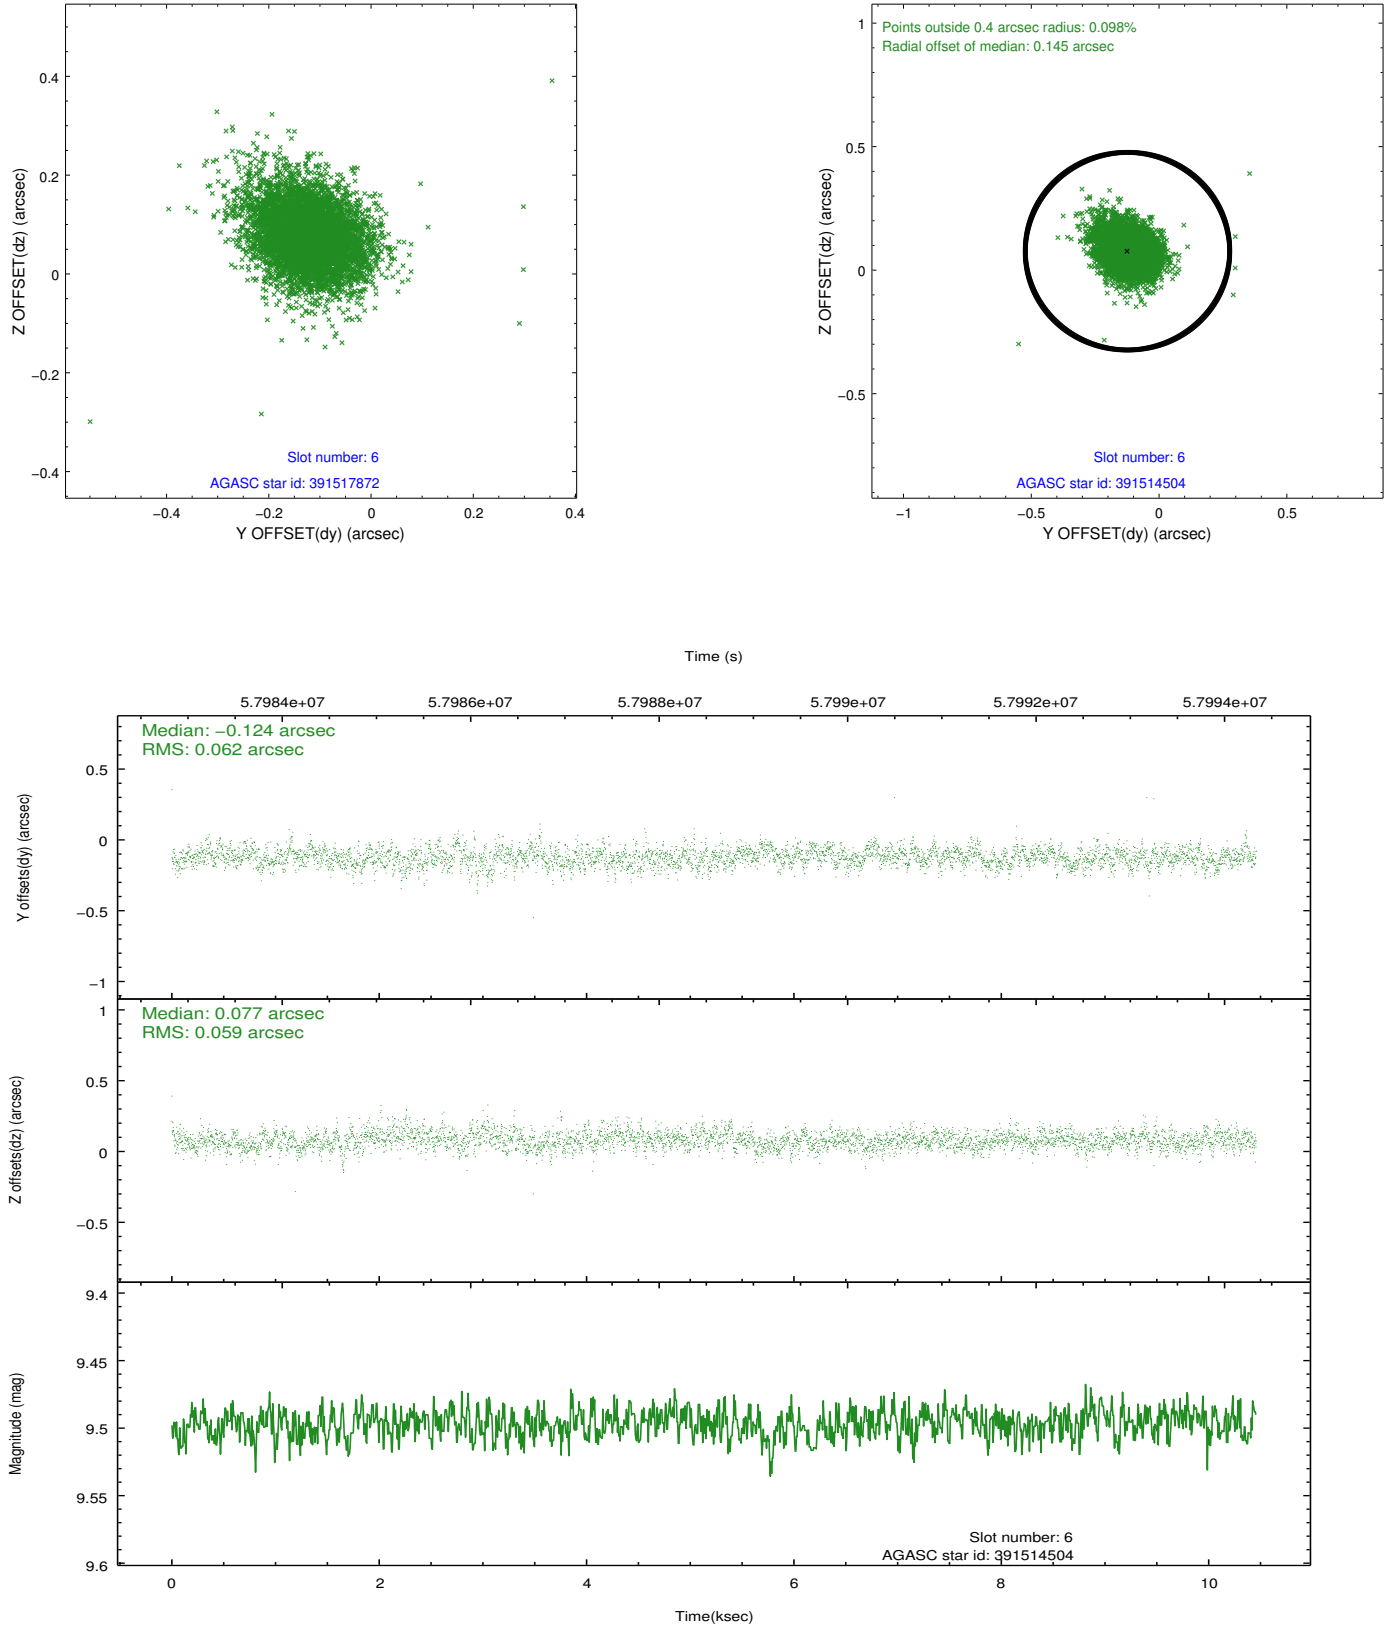 Z OFFSET(dz) (arcsec)
0.4
0.2
0
−0.2
−0.4
Slot number: 6
AGASC star id: 391517872
−0.4
−0.2
0
0.2
0.4
Y OFFSET(dy) (arcsec)
Points outside 0.4 arcsec radius: 0.098%
Radial offset of median: 0.145 arcsec
Z OFFSET(dz) (arcsec)
1
0.5
0
−0.5
Slot number: 6
AGASC star id: 391514504
−1
−0.5
0
0.5
Y OFFSET(dy) (arcsec)
Time (s)
5.7984e+07
5.7986e+07
5.7988e+07
5.799e+07
5.7992e+07
5.7994e+07
Median: −0.124 arcsec
RMS: 0.062 arcsec
Y offsets(dy) (arcsec)
0.5
0
−0.5
−1
Median: 0.077 arcsec
RMS: 0.059 arcsec
Z offsets(dz) (arcsec)
1
0.5
0
−0.5
Magnitude (mag)
9.4
9.45
9.5
9.55
9.6
Slot number: 6
AGASC star id: 391514504
0
2
4
6
8
10
Time(ksec)